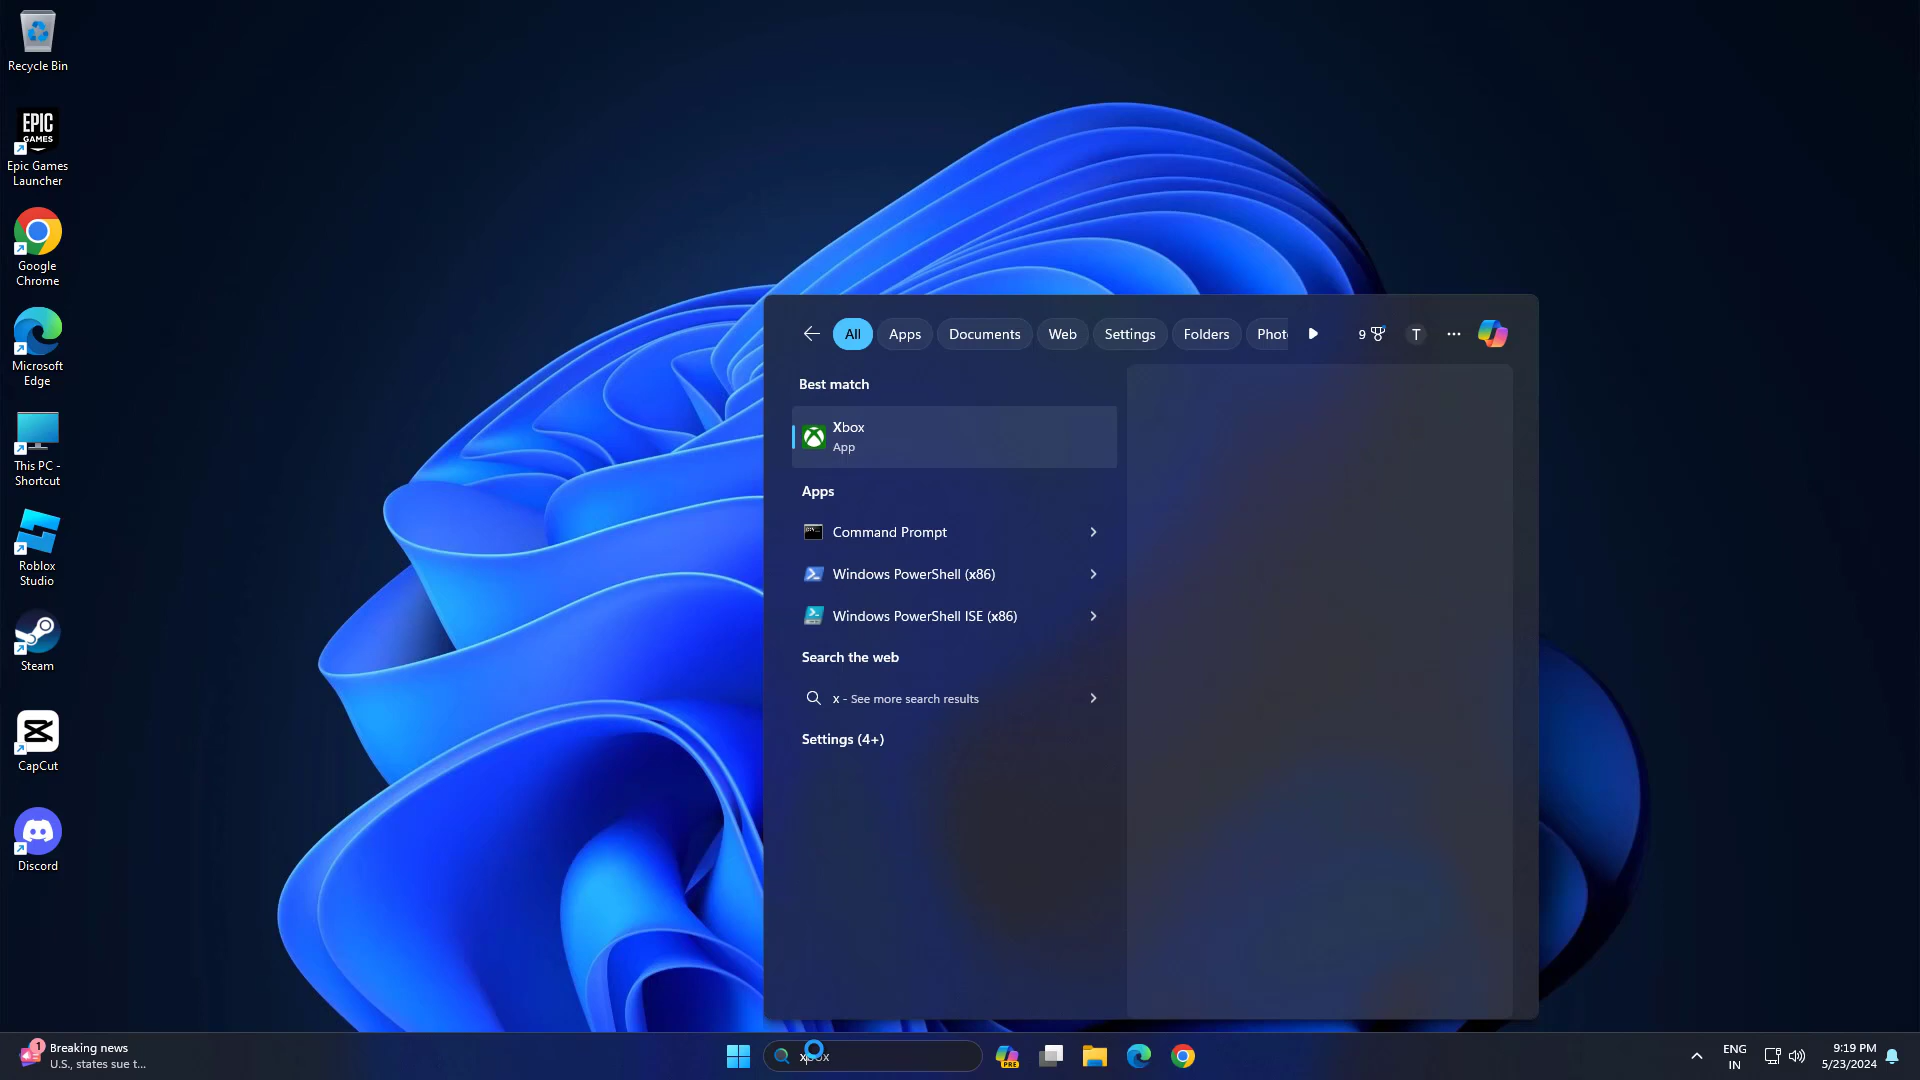 Recycle Bin
EPIC
GAMES
Epic Games
Launcher
Google
Chrome
Microsoft
Edge
This PC -
Shortcut
Roblox
Studio
Steam
CapCut
Discord
All
Apps
Documents
Web
Settings
Folders
Phot
9
T
Best match
Xbox
App
Apps
Command Prompt
Windows PowerShell (x86)
Windows PowerShell ISE (x86)
Search the web
x - See more search results
Settings (4+)
1
Breaking news
U.S., states sue t...
xbox
PRE
ENG
IN
9:19 PM
5/23/2024